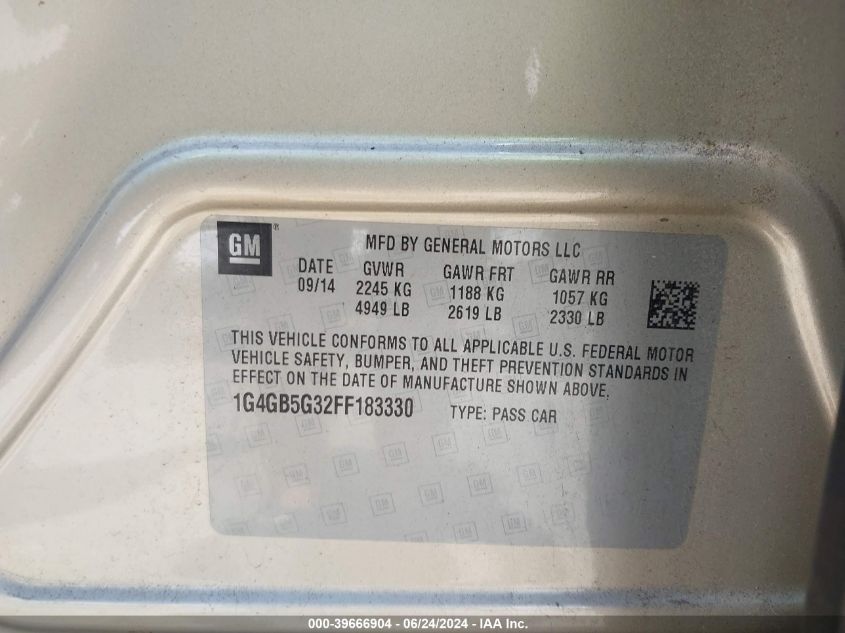 GM ®
MFD BY GENERAL MOTORS LLC
DATE GVWR GAWR FRT GAWR RR
09/14 2245 KG 1188 KG 1057 KG
4949 LB 2619 LB 2330 LB
THIS VEHICLE CONFORMS TO ALL APPLICABLE U.S. FEDERAL MOTOR
VEHICLE SAFETY, BUMPER, AND THEFT PREVENTION STANDARDS IN
EFFECT ON THE DATE OF MANUFACTURE SHOWN ABOVE.
1G4GB5G32FF183330 TYPE: PASS CAR
000-39666904 - 06/24/2024 - IAA Inc.